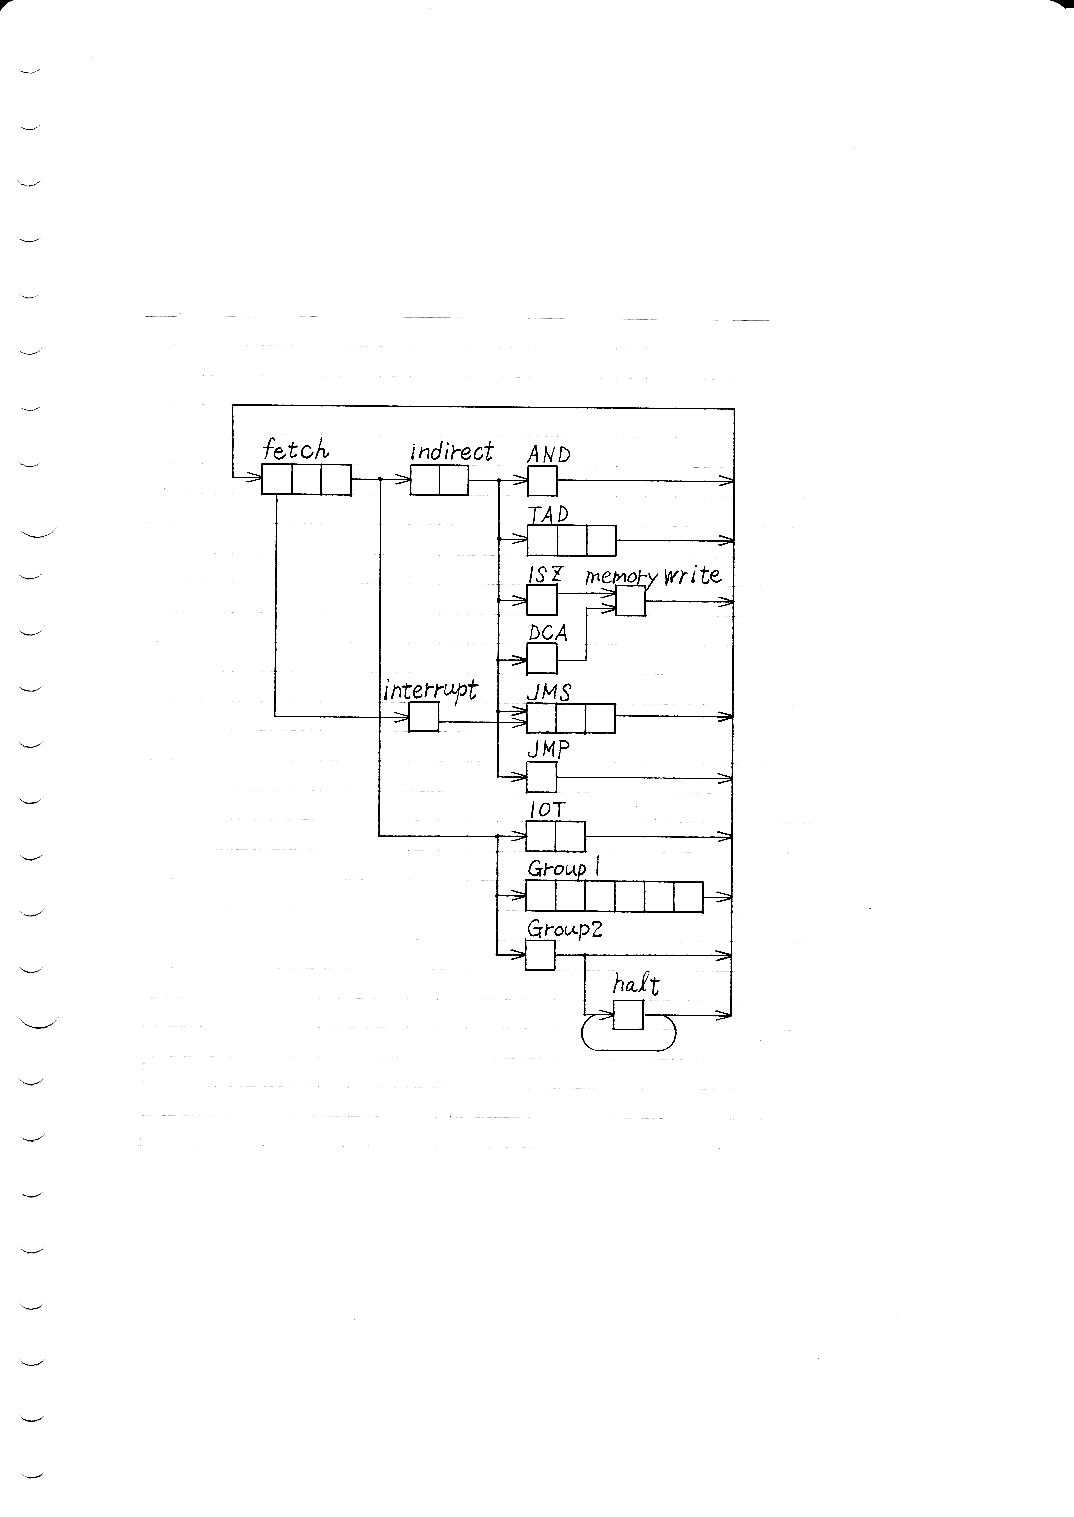 fetch
indirect
AND
TAD
ISZ
memory write
DCA
interrupt
JMS
JMP
IOT
Group 1
Group2
halt